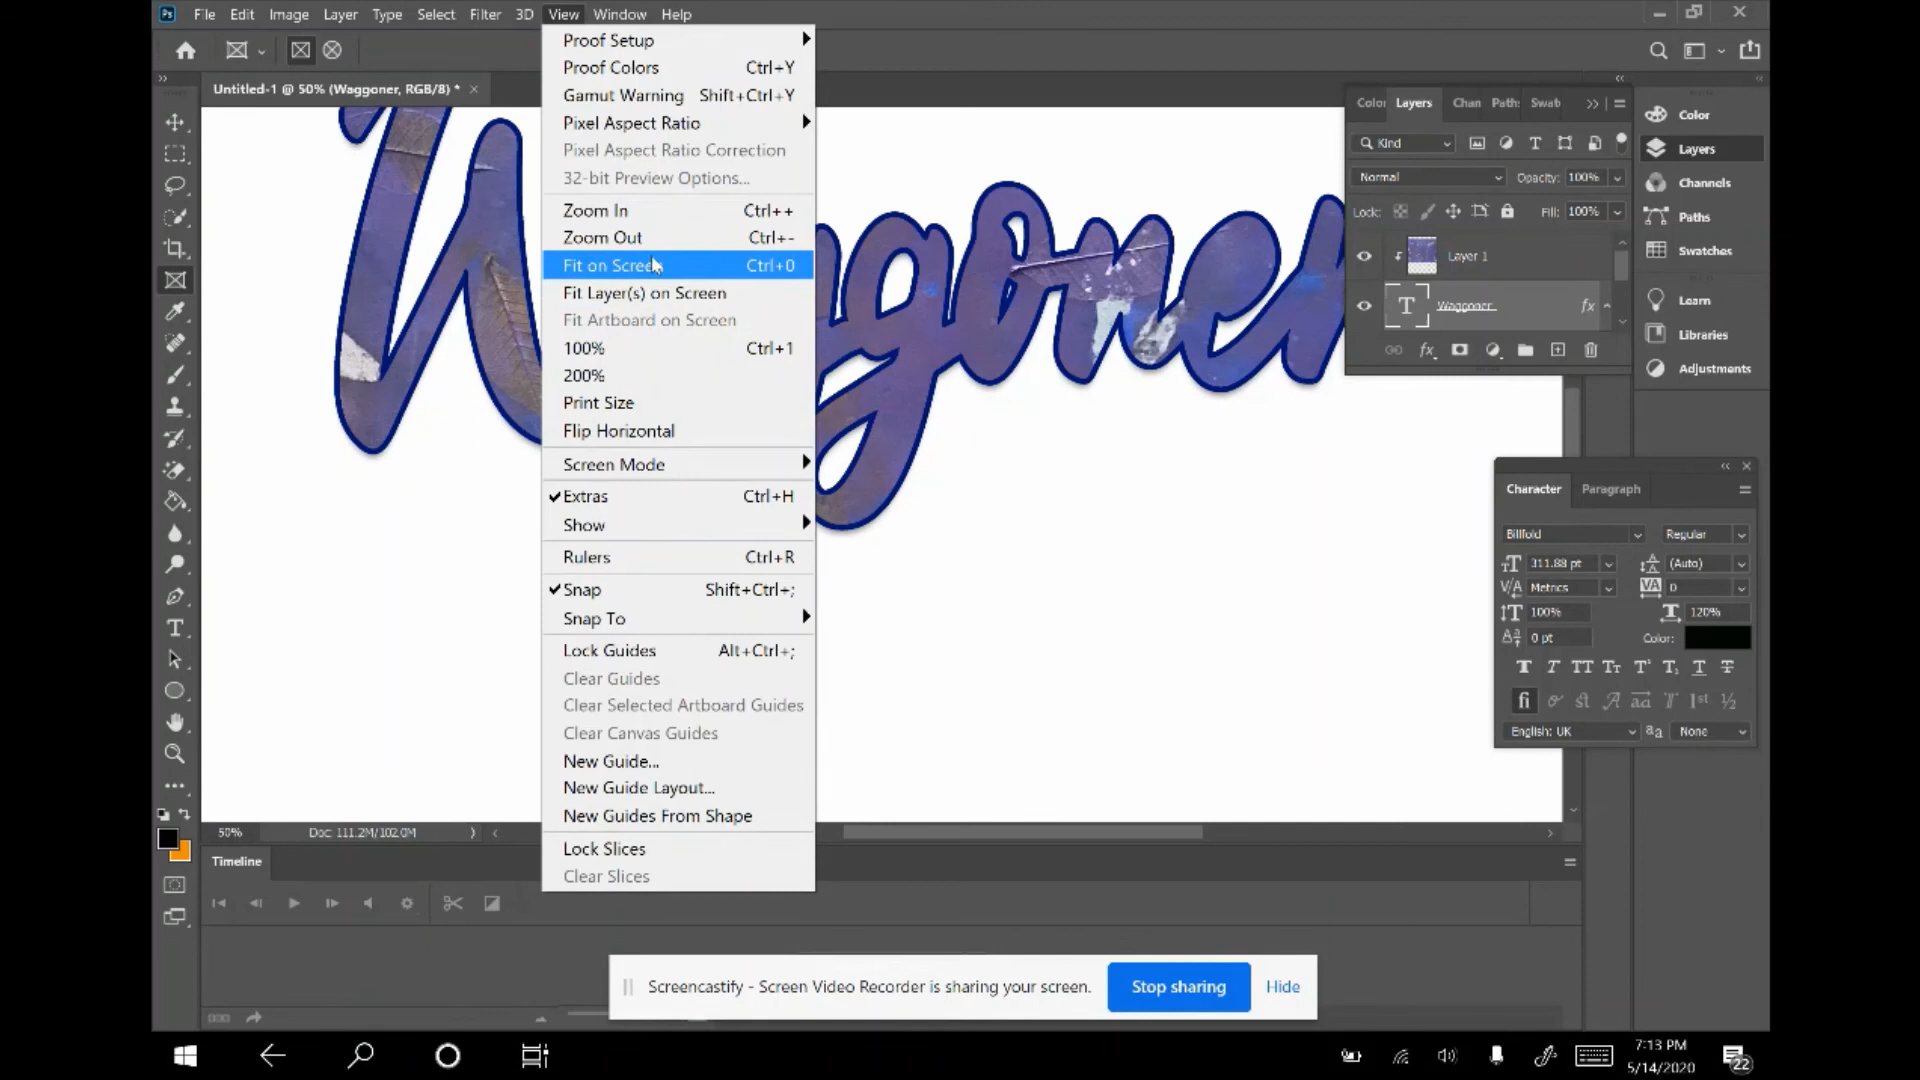 Ps File Edit Image Layer Type Select Filter 3D View Window Help
Untitled-1 @ 50% (Waggoner, RGB/8) * ×
Proof Setup
Proof Colors Ctrl+Y
Gamut Warning Shift+Ctrl+Y
Pixel Aspect Ratio
Pixel Aspect Ratio Correction
32-bit Preview Options...
Zoom In Ctrl++
Zoom Out Ctrl+-
Fit on Screen Ctrl+0
Fit Layer(s) on Screen
Fit Artboard on Screen
100% Ctrl+1
200%
Print Size
Flip Horizontal
Screen Mode
Extras Ctrl+H
Show
Rulers Ctrl+R
Snap Shift+Ctrl+;
Snap To
Lock Guides Alt+Ctrl+;
Clear Guides
Clear Selected Artboard Guides
Clear Canvas Guides
New Guide...
New Guide Layout...
New Guides From Shape
Lock Slices
Clear Slices
Waggoner
Color Layers Chan Paths Swab
Kind
Normal Opacity: 100%
Lock: Fill: 100%
Layer 1
T Waggoner fx
fx
Color
Layers
Channels
Paths
Swatches
Learn
Libraries
Adjustments
Character Paragraph
Billfold Regular
311.88 pt (Auto)
Metrics 0
100% 120%
0 pt Color:
English: UK aa None
50% Doc: 111.2M/102.0M
Timeline
Screencastify - Screen Video Recorder is sharing your screen. Stop sharing Hide
7:13 PM
5/14/2020
22